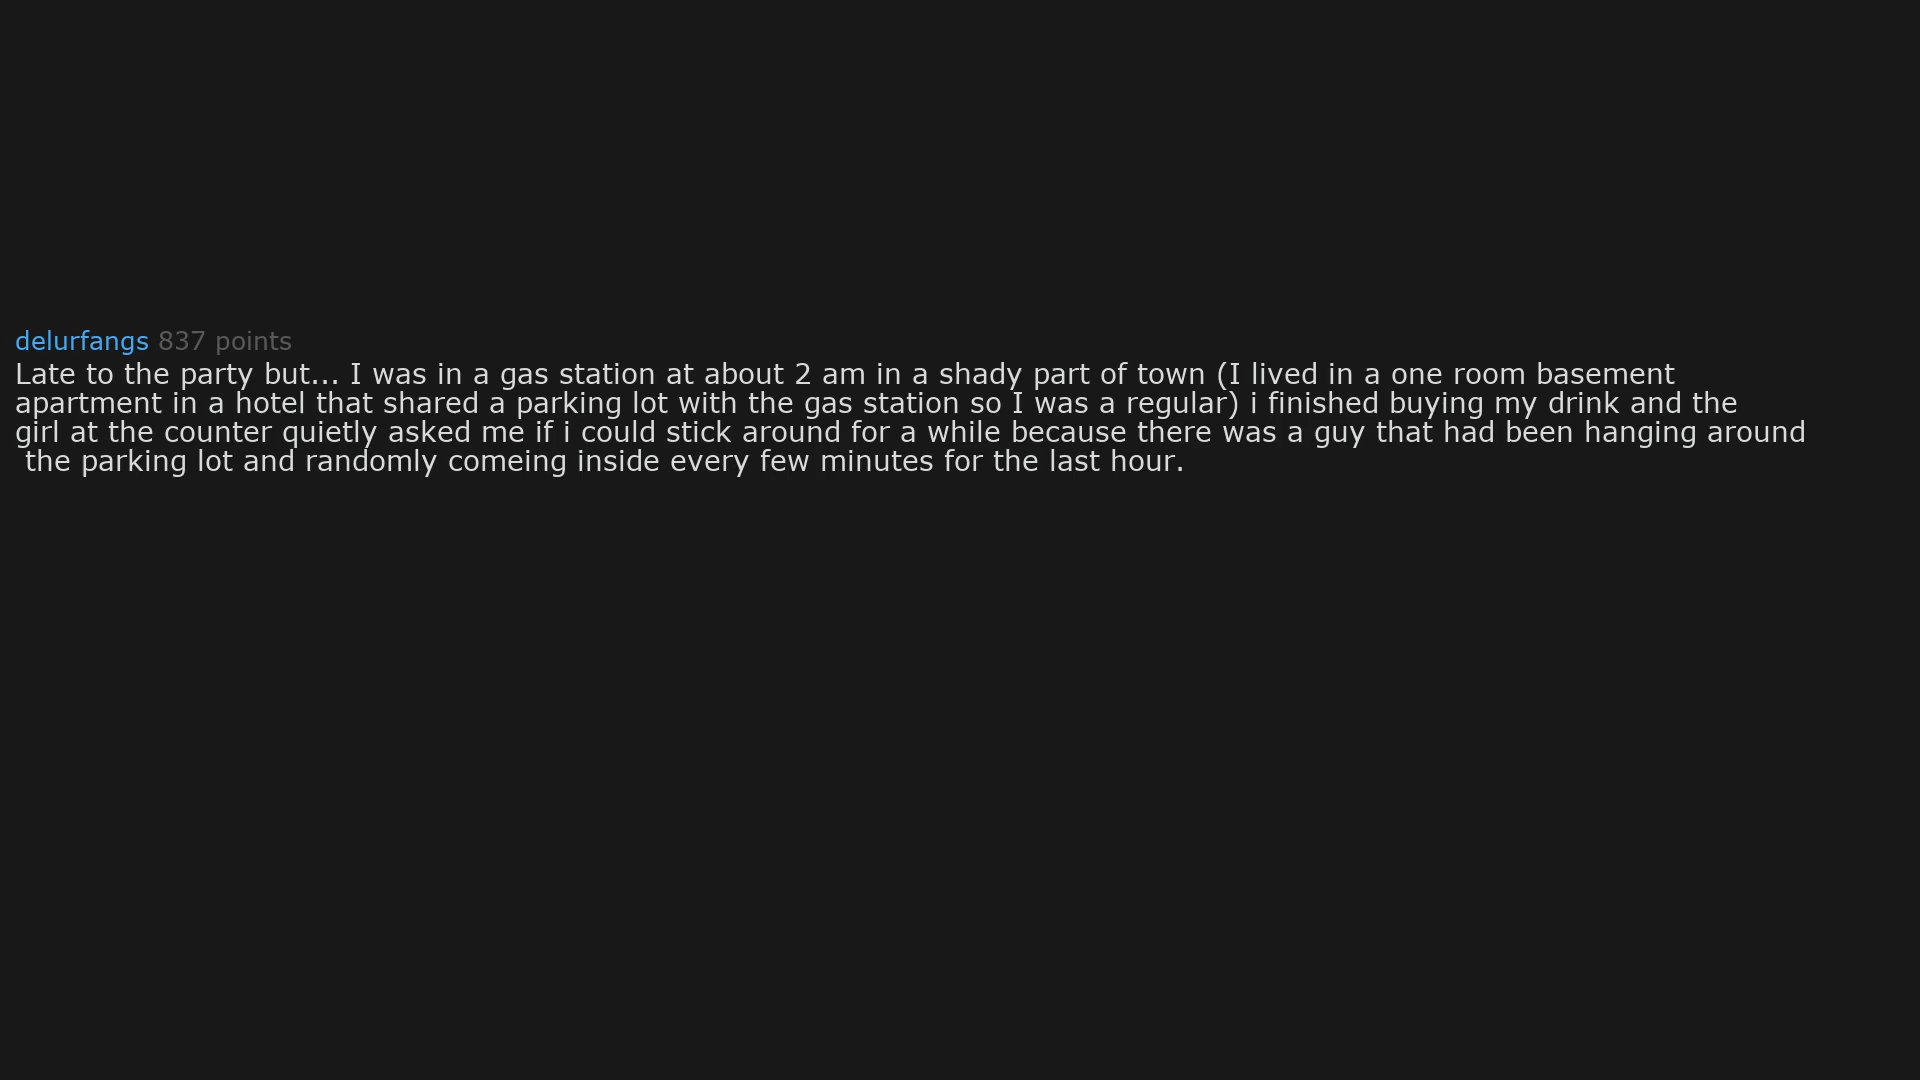 delurfangs 837 points
Late to the party but... I was in a gas station at about 2 am in a shady part of town (I lived in a one room basement
apartment in a hotel that shared a parking lot with the gas station so I was a regular) i finished buying my drink and the
girl at the counter quietly asked me if i could stick around for a while because there was a guy that had been hanging around
the parking lot and randomly comeing inside every few minutes for the last hour.